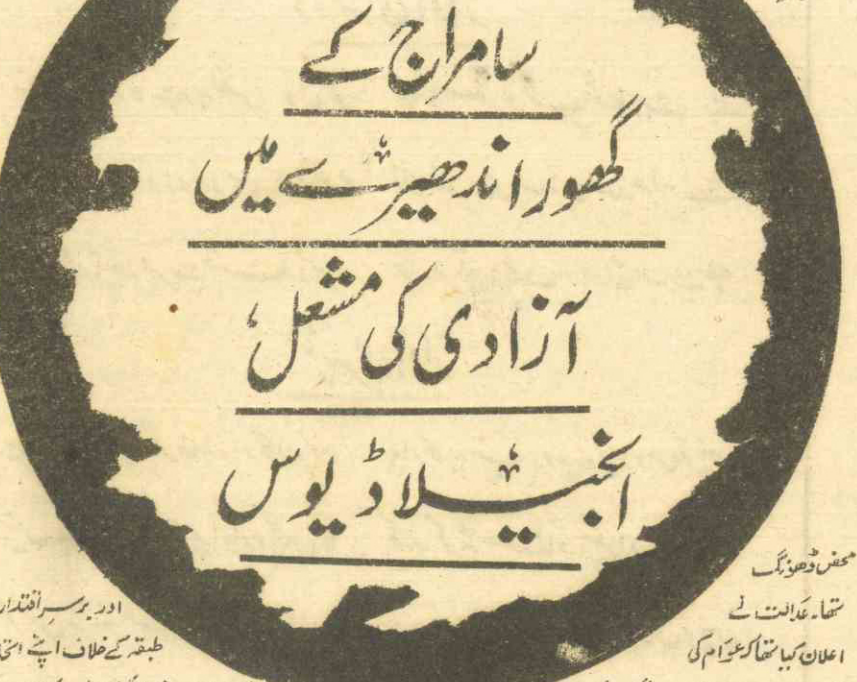 سامراج کے
گھور اندھیرے میں
آزادی کی مشعل،
انجیلا ڈیوس
محض ڈھونگ
تھا۔ عدالت نے
اعلان کیا تھا کہ عوام کی
اور برسرِ اقتدار
طبقہ کے خلاف اپنے